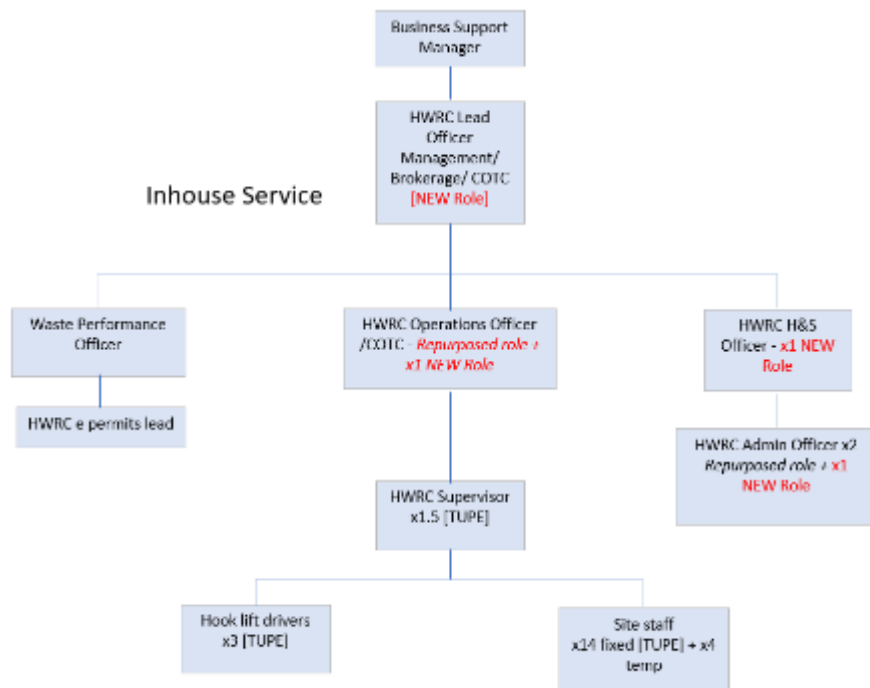 Business Support
Manager
HWRC Lead
Officer
Management/
Brokerage/ COTC
[NEW Role]
Inhouse Service
Waste Performance
Officer
HWRC Operations Officer
/COTC - Repurposed role +
x1 NEW Role
HWRC H&S
Officer - x1 NEW
Role
HWRC e permits lead
HWRC Admin Officer x2
Repurposed role + x1
NEW Role
HWRC Supervisor
x1.5 [TUPE]
Hook lift drivers
x3 [TUPE]
Site staff
x14 fixed [TUPE] + x4
temp